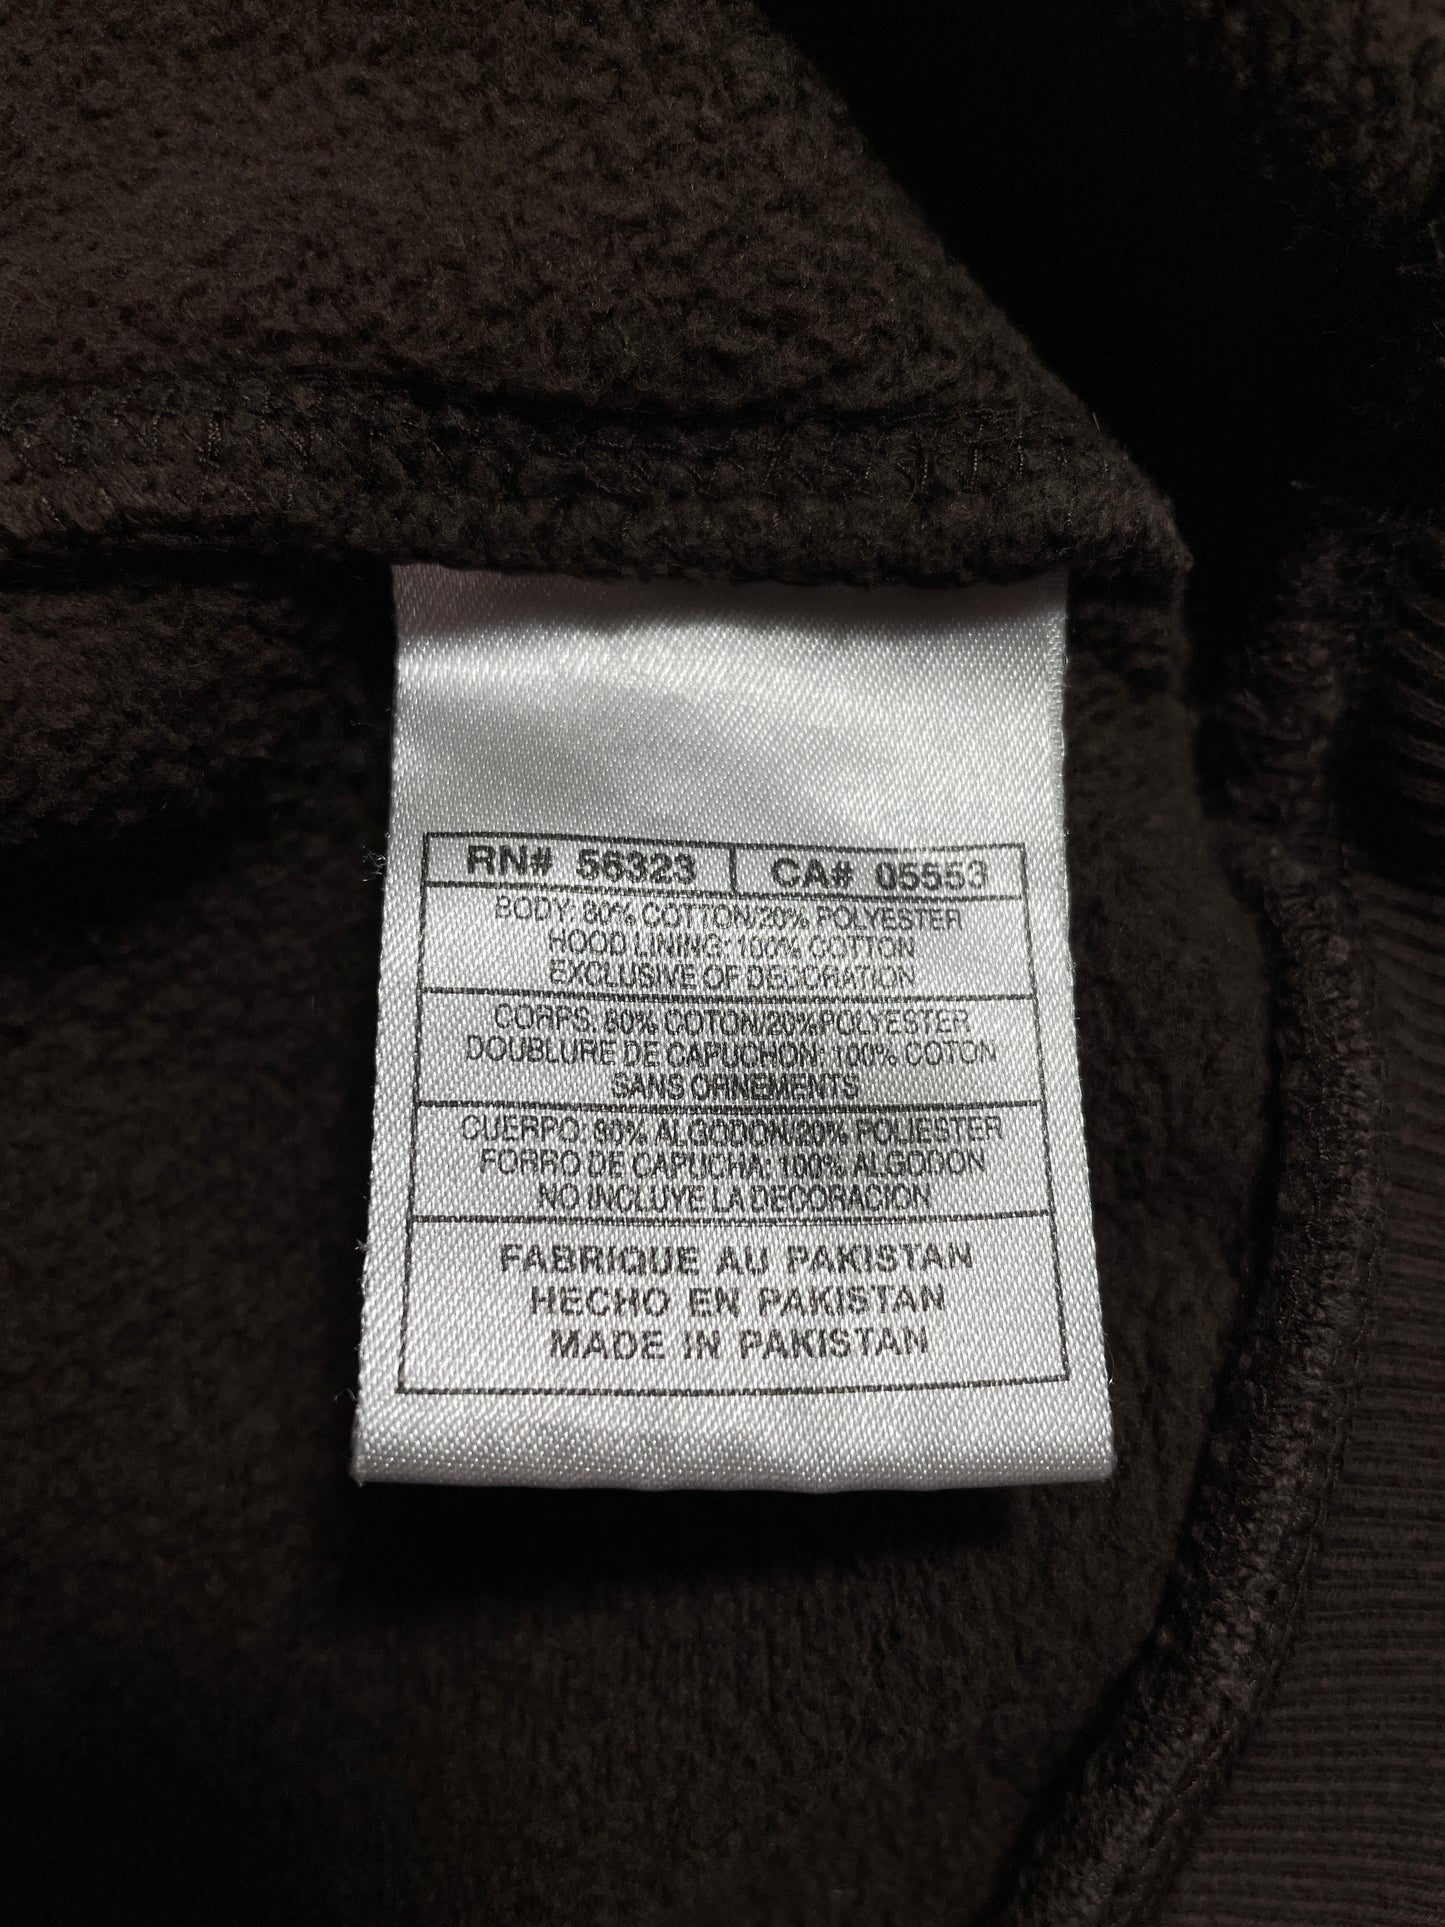 RN# 56323 CA# 05553
BODY: 80% COTTON/20% POLYESTER
HOOD LINING: 100% COTTON
EXCLUSIVE OF DECORATION
CORPS: 80% COTON/20% POLYESTER
DOUBLURE DE CAPUCHON: 100% COTON
SANS ORNEMENTS
CUERPO: 80% ALGODON/20% POLIESTER
FORRO DE CAPUCHA: 100% ALGODON
NO INCLUYE LA DECORACION
FABRIQUE AU PAKISTAN
HECHO EN PAKISTAN
MADE IN PAKISTAN